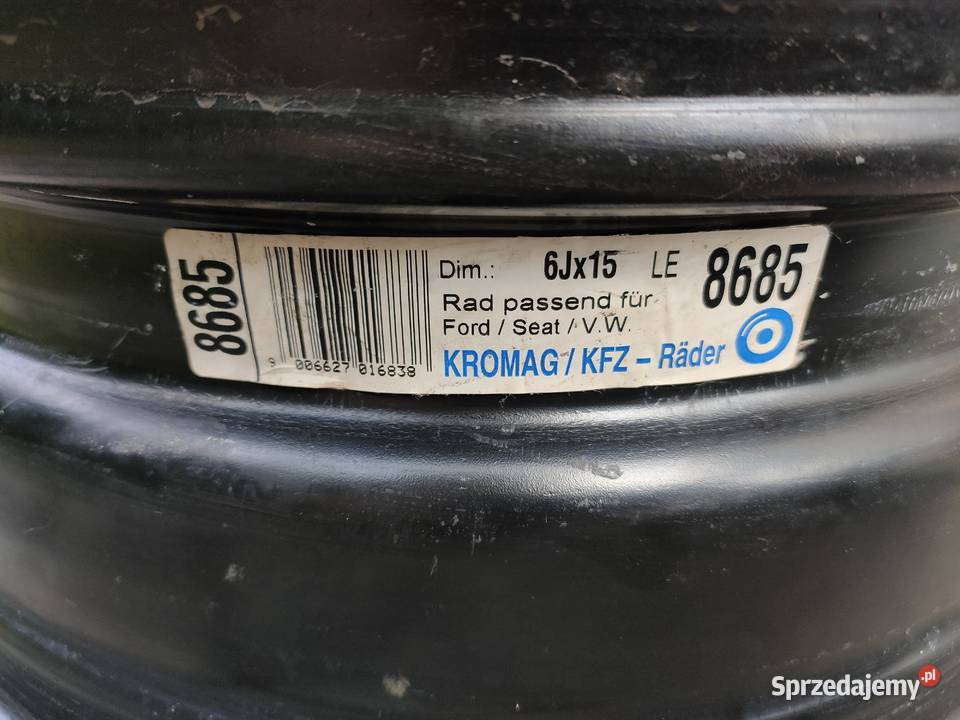 8685
Dim.: 6Jx15 LE 8685
Rad passend für
Ford / Seat / V.W.
KROMAG / KFZ – Räder
9 006627 016838
Sprzedajemy.pl